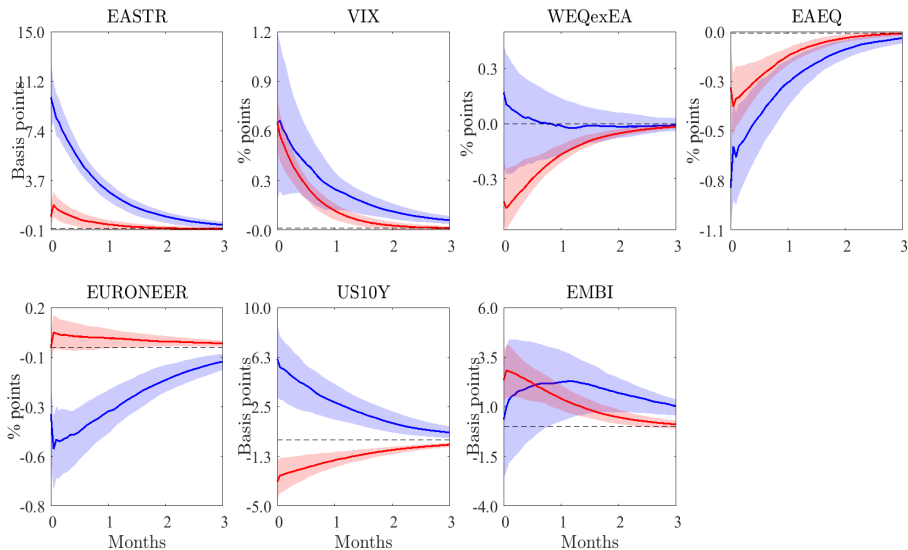 EASTR
Basis points
15.0
11.2
7.4
3.7
-0.1
0 1 2 3
VIX
% points
1.2
0.9
0.6
0.3
-0.0
0 1 2 3
WEQexEA
% points
0.3
0.0
-0.3
0 1 2 3
EAEQ
% points
0.0
-0.3
-0.5
-0.8
-1.1
0 1 2 3
EURONEER
% points
0.2
-0.1
-0.3
-0.6
-0.8
0 1 2 3
Months
US10Y
Basis points
10.0
6.3
2.5
-1.3
-5.0
0 1 2 3
Months
EMBI
Basis points
6.0
3.5
1.0
-1.5
-4.0
0 1 2 3
Months